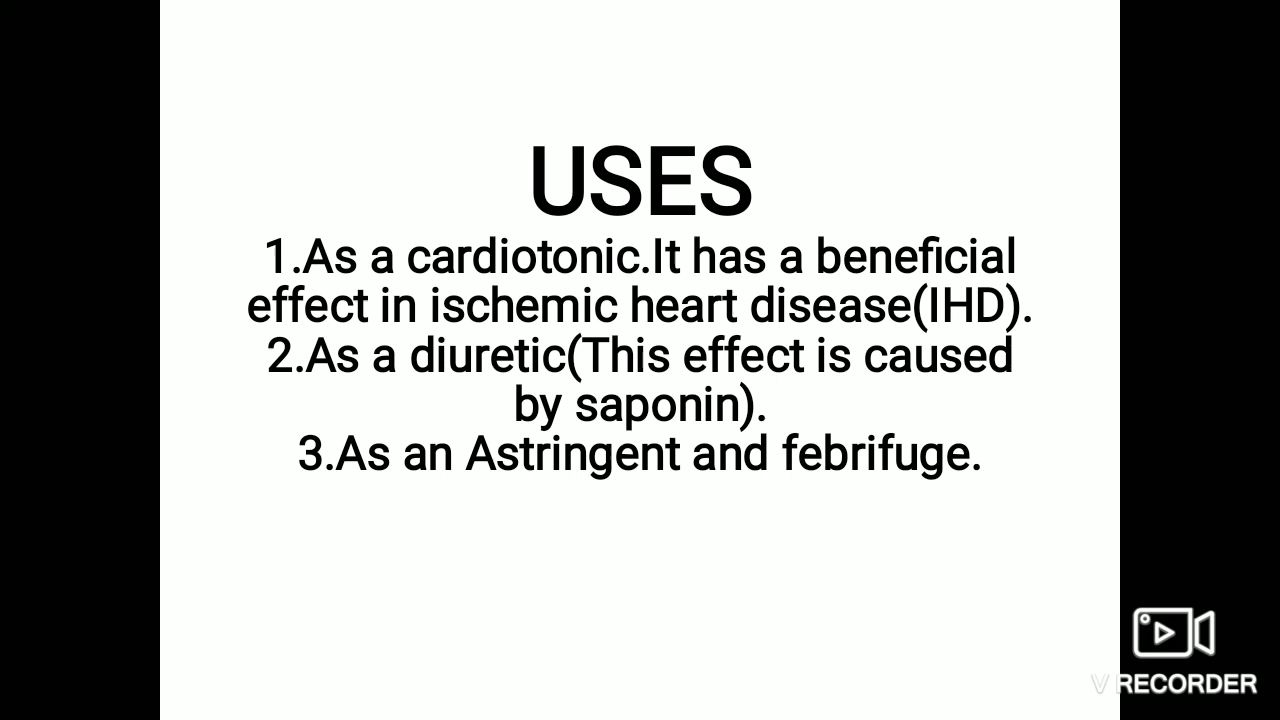 USES
1.As a cardiotonic.It has a beneficial
effect in ischemic heart disease(IHD).
2.As a diuretic(This effect is caused
by saponin).
3.As an Astringent and febrifuge.
V RECORDER